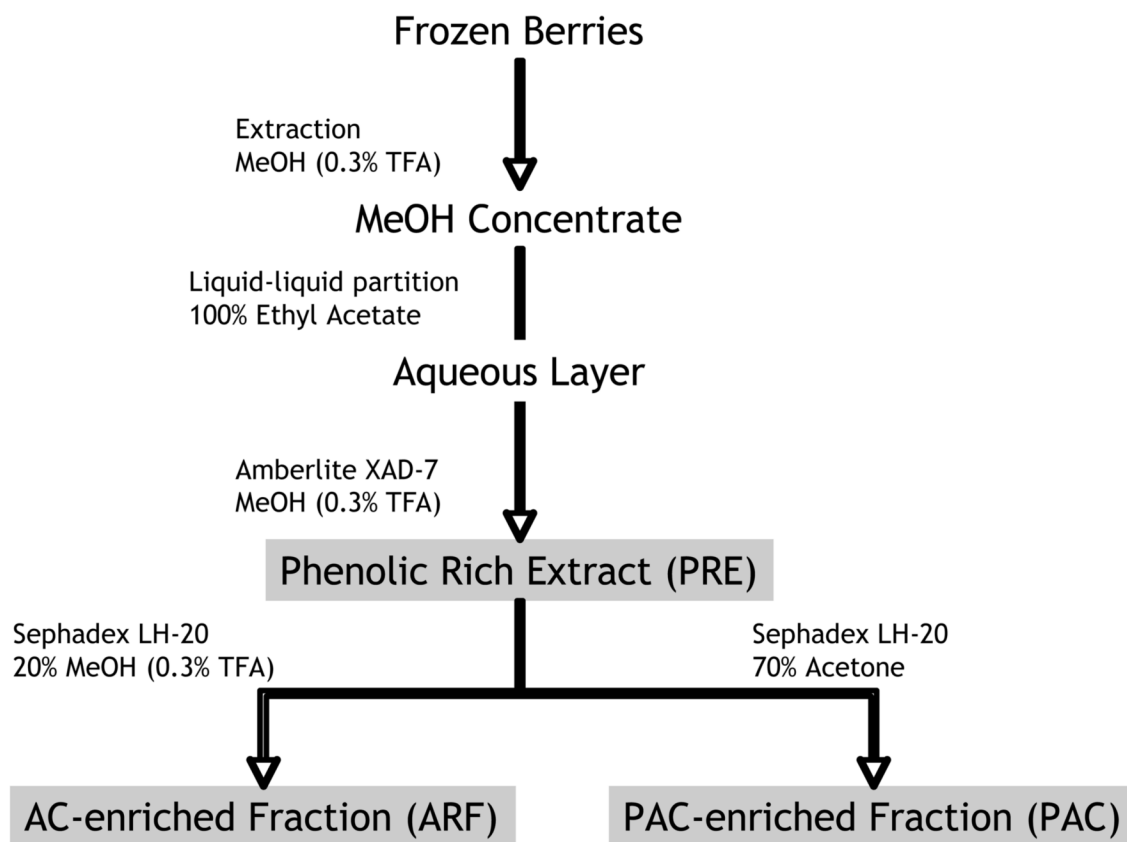 Frozen Berries
Extraction
MeOH (0.3% TFA)
MeOH Concentrate
Liquid-liquid partition
100% Ethyl Acetate
Aqueous Layer
Amberlite XAD-7
MeOH (0.3% TFA)
Phenolic Rich Extract (PRE)
Sephadex LH-20
20% MeOH (0.3% TFA)
Sephadex LH-20
70% Acetone
AC-enriched Fraction (ARF)
PAC-enriched Fraction (PAC)